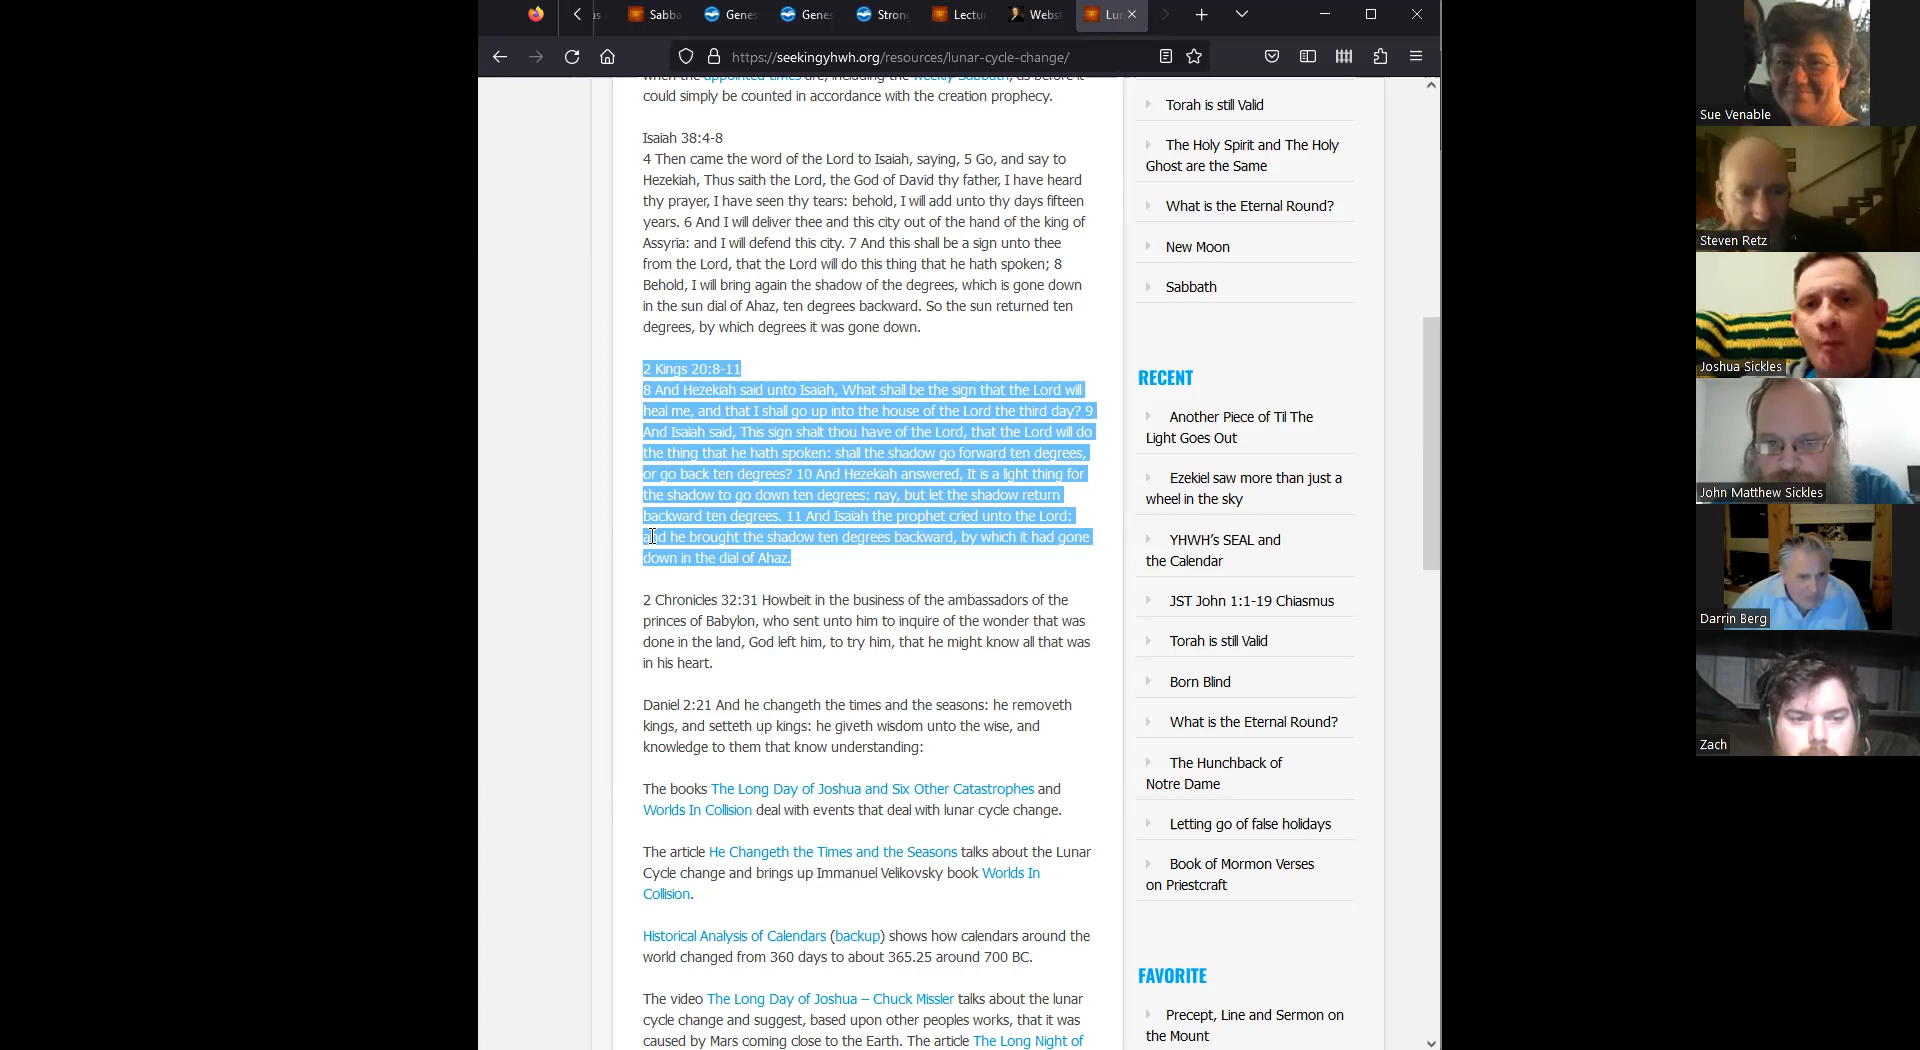 Sabba
Genes
Genes
Strong
Lectu
Webst
Lun
https://seekingyhwh.org/resources/lunar-cycle-change/
when the appointed times are, including the weekly Sabbath, as before it
could simply be counted in accordance with the creation prophecy.
Isaiah 38:4-8
4 Then came the word of the Lord to Isaiah, saying, 5 Go, and say to
Hezekiah, Thus saith the Lord, the God of David thy father, I have heard
thy prayer, I have seen thy tears: behold, I will add unto thy days fifteen
years. 6 And I will deliver thee and this city out of the hand of the king of
Assyria: and I will defend this city. 7 And this shall be a sign unto thee
from the Lord, that the Lord will do this thing that he hath spoken; 8
Behold, I will bring again the shadow of the degrees, which is gone down
in the sun dial of Ahaz, ten degrees backward. So the sun returned ten
degrees, by which degrees it was gone down.
2 Kings 20:8-11
8 And Hezekiah said unto Isaiah, What shall be the sign that the Lord will
heal me, and that I shall go up into the house of the Lord the third day? 9
And Isaiah said, This sign shalt thou have of the Lord, that the Lord will do
the thing that he hath spoken: shall the shadow go forward ten degrees,
or go back ten degrees? 10 And Hezekiah answered, It is a light thing for
the shadow to go down ten degrees: nay, but let the shadow return
backward ten degrees. 11 And Isaiah the prophet cried unto the Lord:
and he brought the shadow ten degrees backward, by which it had gone
down in the dial of Ahaz.
2 Chronicles 32:31 Howbeit in the business of the ambassadors of the
princes of Babylon, who sent unto him to inquire of the wonder that was
done in the land, God left him, to try him, that he might know all that was
in his heart.
Daniel 2:21 And he changeth the times and the seasons: he removeth
kings, and setteth up kings: he giveth wisdom unto the wise, and
knowledge to them that know understanding:
The books The Long Day of Joshua and Six Other Catastrophes and
Worlds In Collision deal with events that deal with lunar cycle change.
The article He Changeth the Times and the Seasons talks about the Lunar
Cycle change and brings up Immanuel Velikovsky book Worlds In
Collision.
Historical Analysis of Calendars (backup) shows how calendars around the
world changed from 360 days to about 365.25 around 700 BC.
The video The Long Day of Joshua – Chuck Missler talks about the lunar
cycle change and suggest, based upon other peoples works, that it was
caused by Mars coming close to the Earth. The article The Long Night of
Torah is still Valid
The Holy Spirit and The Holy
Ghost are the Same
What is the Eternal Round?
New Moon
Sabbath
RECENT
Another Piece of Til The
Light Goes Out
Ezekiel saw more than just a
wheel in the sky
YHWH's SEAL and
the Calendar
JST John 1:1-19 Chiasmus
Torah is still Valid
Born Blind
What is the Eternal Round?
The Hunchback of
Notre Dame
Letting go of false holidays
Book of Mormon Verses
on Priestcraft
FAVORITE
Precept, Line and Sermon on
the Mount
Sue Venable
Steven Retz
Joshua Sickles
John Matthew Sickles
Darrin Berg
Zach